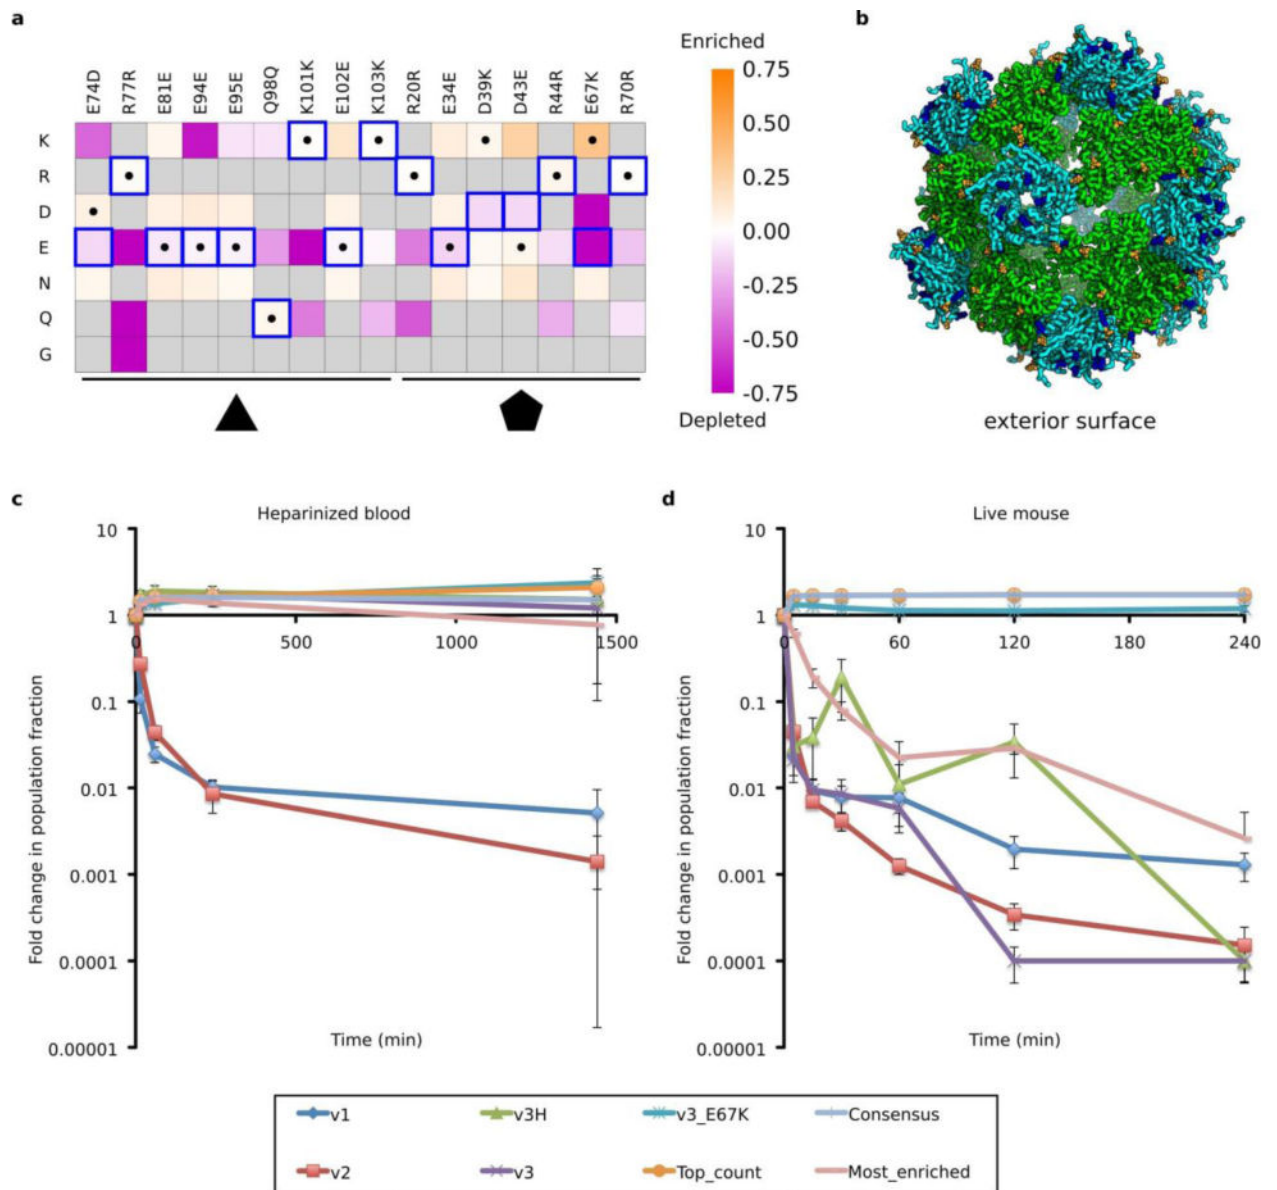 a
b
Enriched
E74D R77R E81E E94E E95E Q98Q K101K E102E K103K R20R E34E D39K D43E R44R E67K R70R
K
R
D
E
N
Q
G
0.75
0.50
0.25
0.00
-0.25
-0.50
-0.75
Depleted
exterior surface
c
Heparinized blood
10
1
0.1
0.01
0.001
0.0001
0.00001
0 500 1000 1500
Fold change in population fraction
Time (min)
d
Live mouse
10
1
0.1
0.01
0.001
0.0001
0.00001
0 60 120 180 240
Fold change in population fraction
Time (min)
v1 v3H v3_E67K Consensus
v2 v3 Top_count Most_enriched